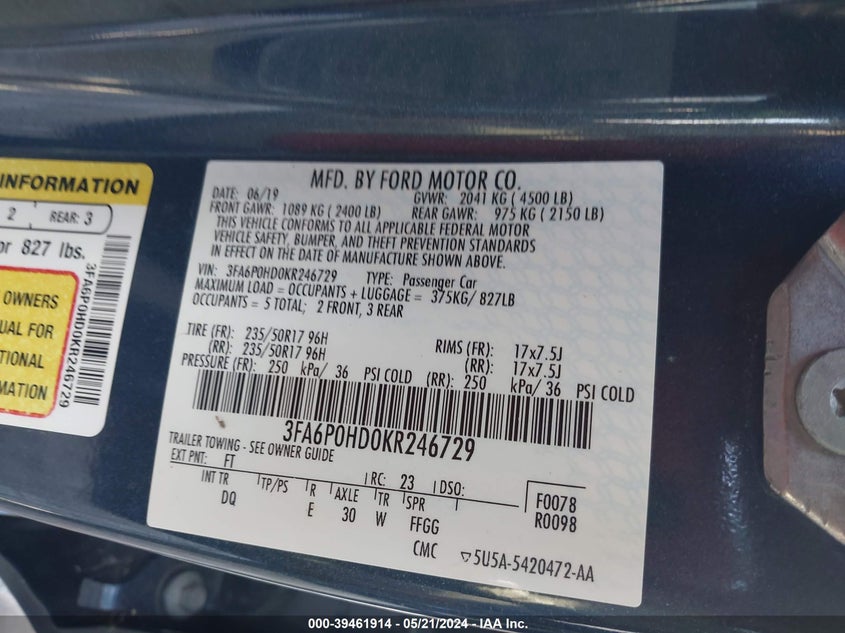 INFORMATION
2 REAR: 3
or 827 lbs.
OWNERS
UAL FOR
TIONAL
MATION
3FA6P0HD0KR246729
MFD. BY FORD MOTOR CO.
DATE: 06/19 GVWR: 2041 KG ( 4500 LB)
FRONT GAWR: 1089 KG ( 2400 LB) REAR GAWR: 975 KG ( 2150 LB)
THIS VEHICLE CONFORMS TO ALL APPLICABLE FEDERAL MOTOR
VEHICLE SAFETY, BUMPER, AND THEFT PREVENTION STANDARDS
IN EFFECT ON THE DATE OF MANUFACTURE SHOWN ABOVE.
VIN: 3FA6P0HD0KR246729 TYPE: Passenger Car
MAXIMUM LOAD = OCCUPANTS + LUGGAGE = 375KG/ 827LB
OCCUPANTS = 5 TOTAL; 2 FRONT, 3 REAR
TIRE (FR): 235/50R17 96H RIMS (FR): 17x7.5J
(RR): 235/50R17 96H (RR): 17x7.5J
PRESSURE (FR): 250 kPa/ 36 PSI COLD (RR): 250 kPa/ 36 PSI COLD
3FA6P0HD0KR246729
TRAILER TOWING - SEE OWNER GUIDE
EXT PNT: FT RC: 23 DSO: F0078
INT TR TP/PS R AXLE TR SPR R0098
DQ E 30 W FFGG
CMC 5U5A-5420472-AA
000-39461914 - 05/21/2024 - IAA Inc.